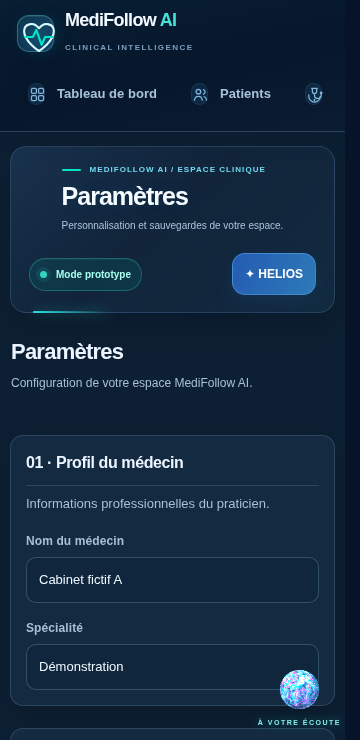 MediFollow AI
CLINICAL INTELLIGENCE
Tableau de bord
Patients
MEDIFOLLOW AI / ESPACE CLINIQUE
Paramètres
Personnalisation et sauvegardes de votre espace.
Mode prototype
✦ HELIOS
Paramètres
Configuration de votre espace MediFollow AI.
01 · Profil du médecin
Informations professionnelles du praticien.
Nom du médecin
Cabinet fictif A
Spécialité
Démonstration
À VOTRE ÉCOUTE